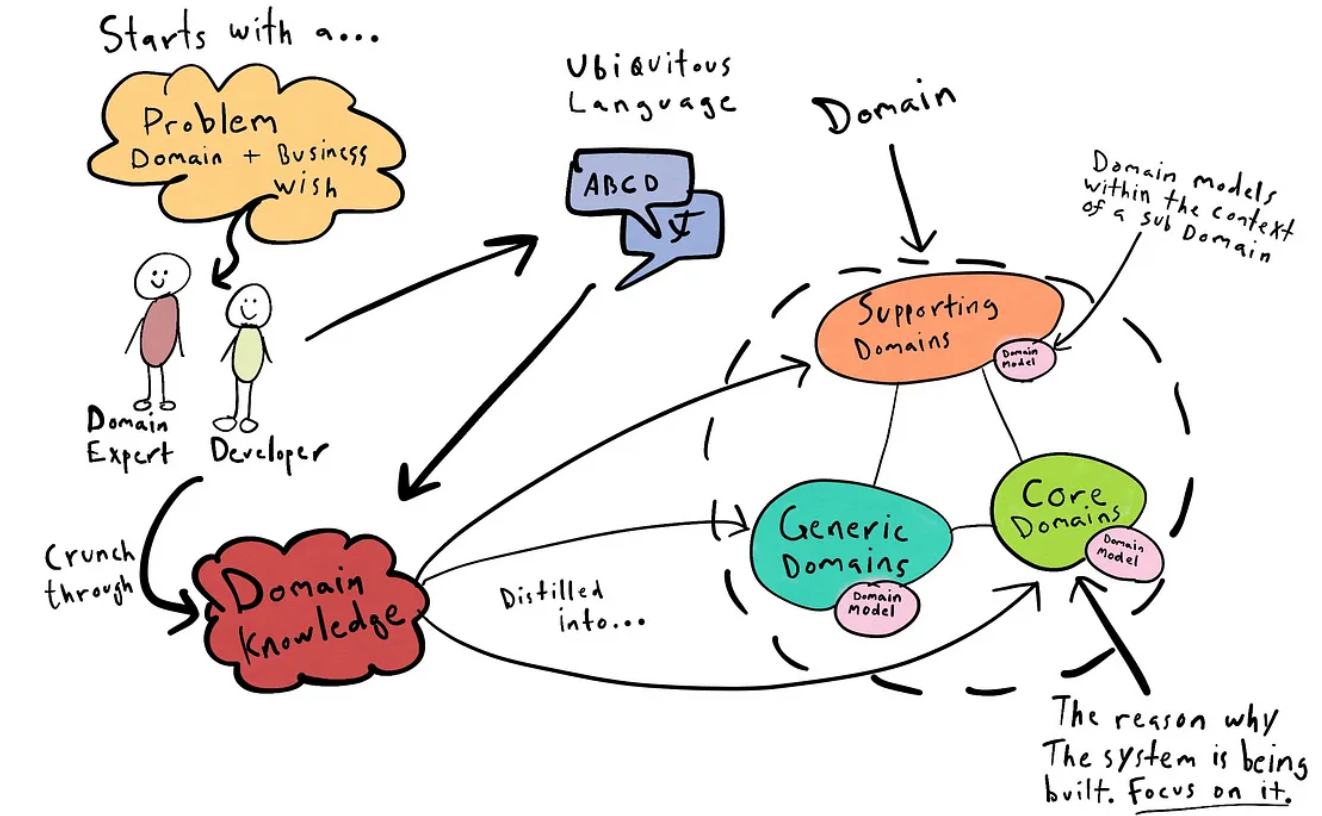 Starts with a...
Problem
Domain + Business
wish
Domain
Expert
Developer
Crunch
through
Ubiquitous
Language
ABCD
文
Domain
Knowledge
Distilled
into...
Domain
Domain models
within the context
of a sub Domain
Supporting
Domains
Domain
Model
Generic
Domains
Domain
Model
Core
Domains
Domain
Model
The reason why
The system is being
built. Focus on it.